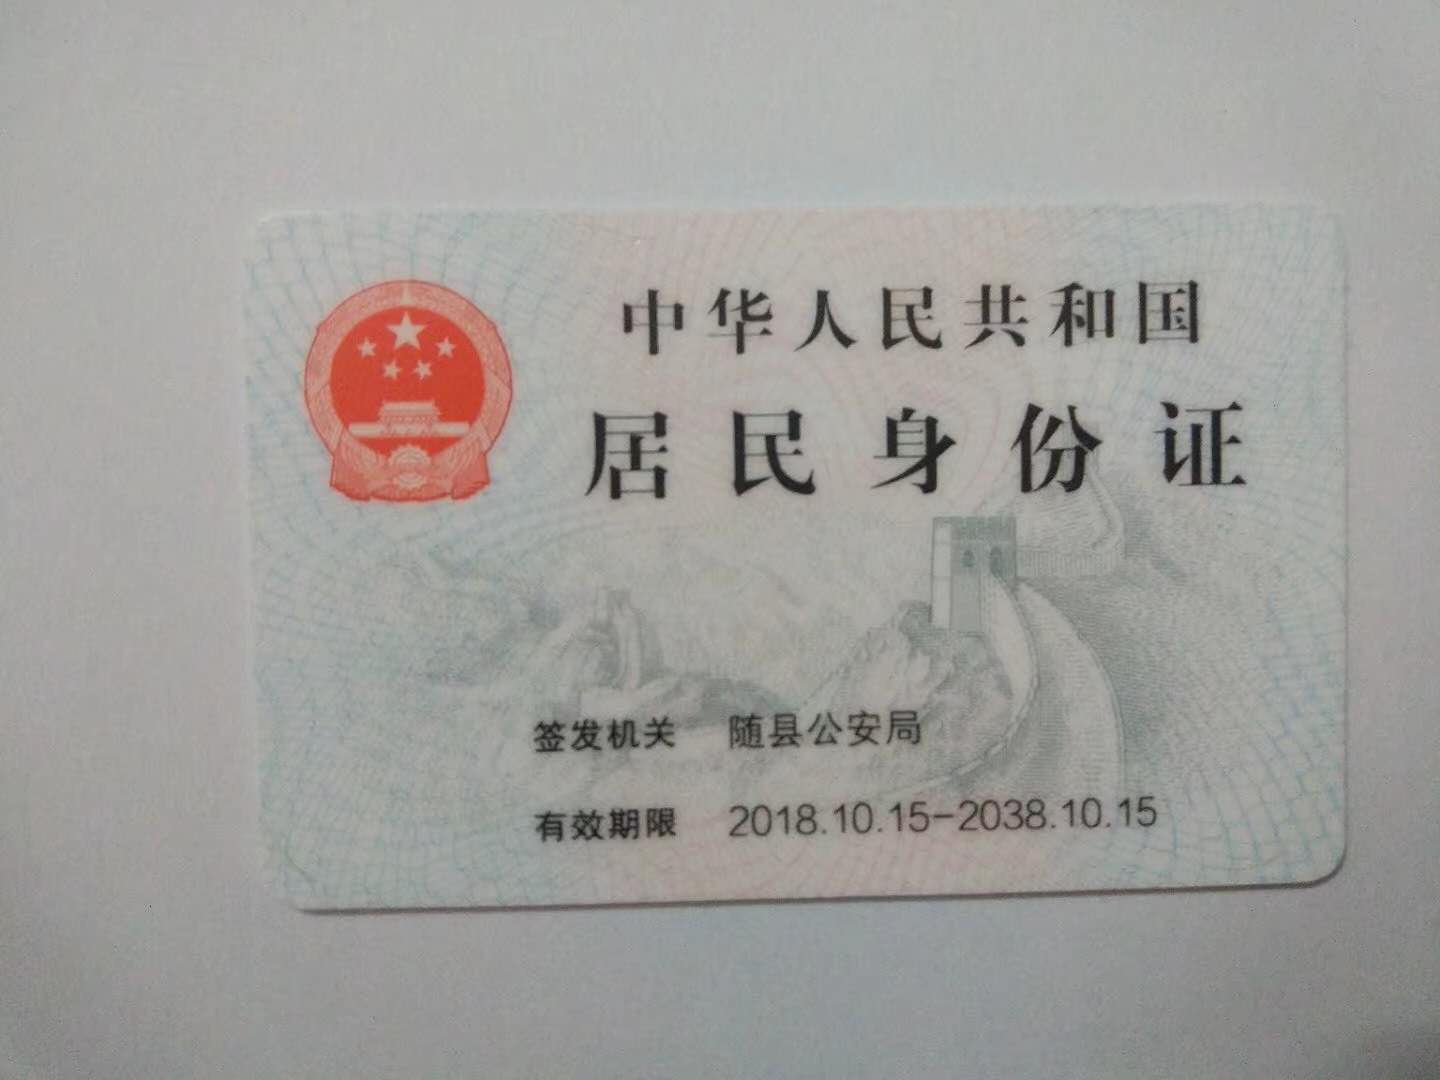 中华人民共和国
居民身份证
签发机关 随县公安局
有效期限 2018.10.15-2038.10.15